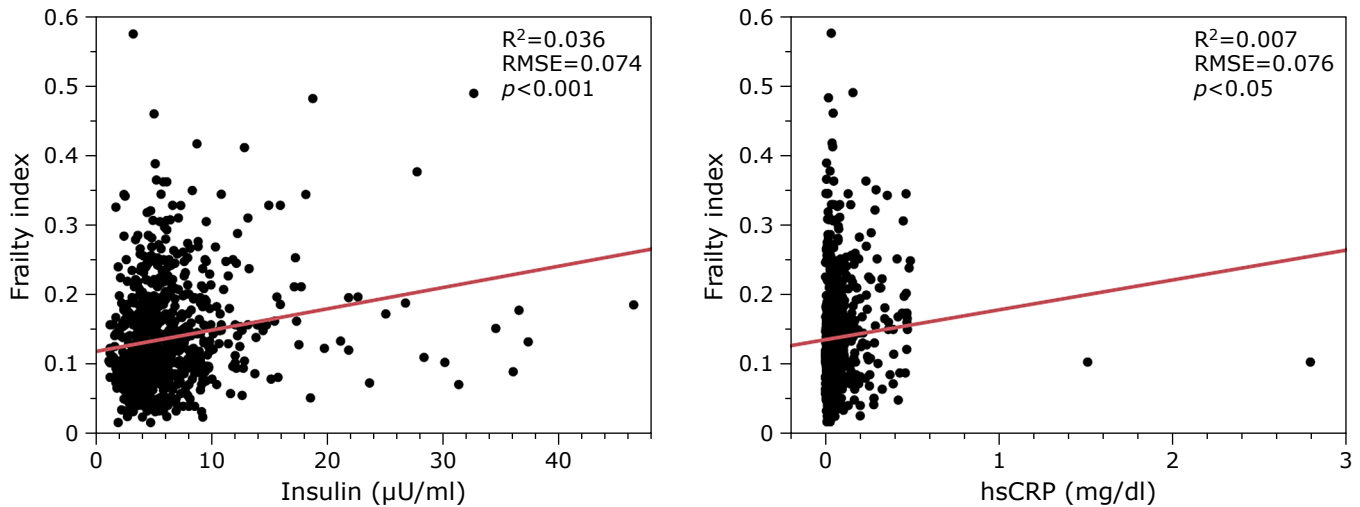 0.6
0.5
0.4
0.3
0.2
0.1
0
Frailty index
R²=0.036
RMSE=0.074
p<0.001
0 10 20 30 40
Insulin (µU/ml)
0.6
0.5
0.4
0.3
0.2
0.1
0
Frailty index
R²=0.007
RMSE=0.076
p<0.05
0 1 2 3
hsCRP (mg/dl)